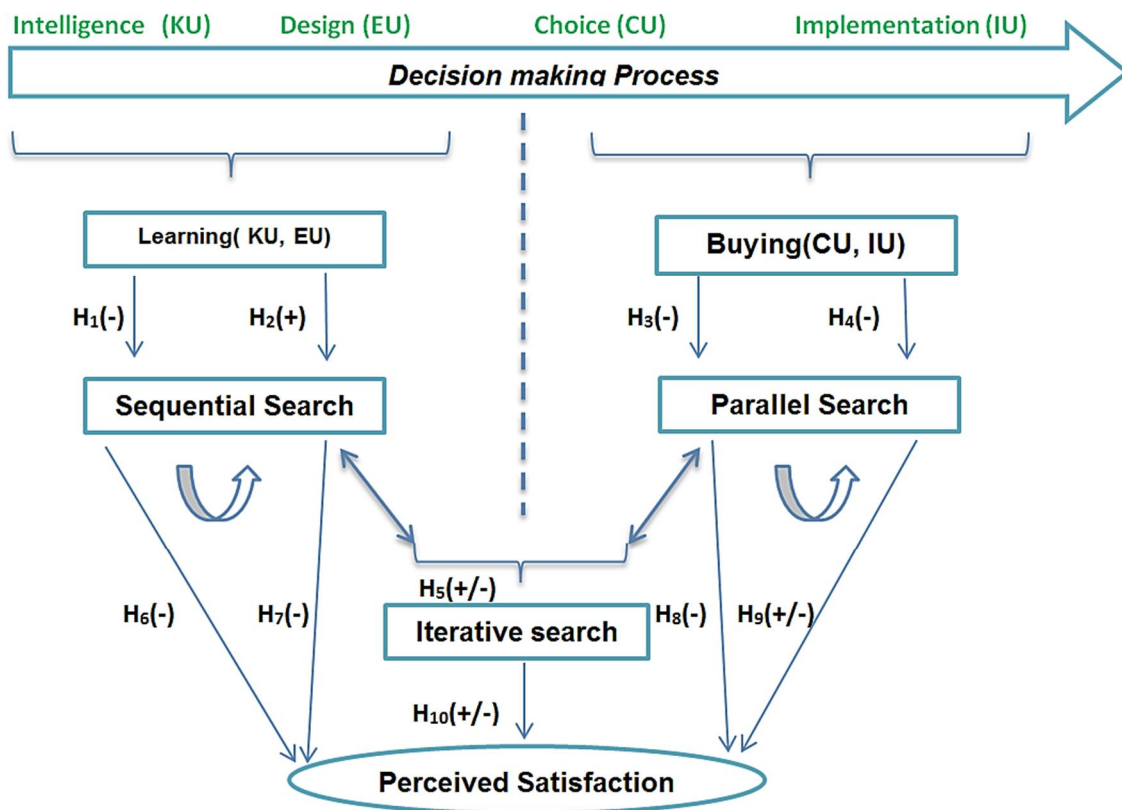 Intelligence (KU) Design (EU) Choice (CU) Implementation (IU)
Decision making Process
Learning( KU, EU) Buying(CU, IU)
H₁(-) H₂(+) H₃(-) H₄(-)
Sequential Search Parallel Search
H₅(+/-)
H₆(-) H₇(-) Iterative search H₈(-) H₉(+/-)
H₁₀(+/-)
Perceived Satisfaction